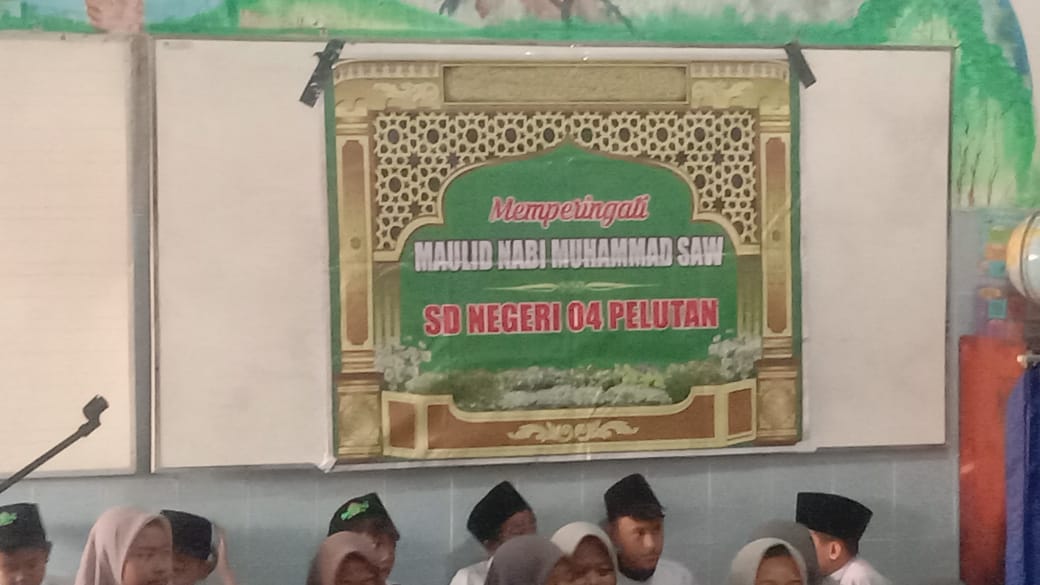 Memperingati
MAULID NABI MUHAMMAD SAW
SD NEGERI 04 PELUTAN